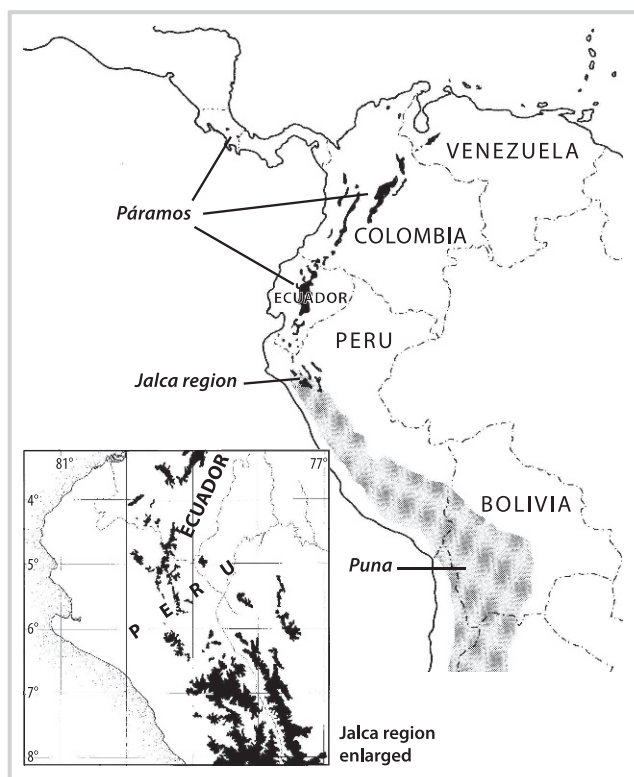 VENEZUELA
Páramos
COLOMBIA
ECUADOR
PERU
Jalca region
BOLIVIA
Puna
81°
77°
4°
ECUADOR
5°
PERU
6°
7°
8°
Jalca region
enlarged